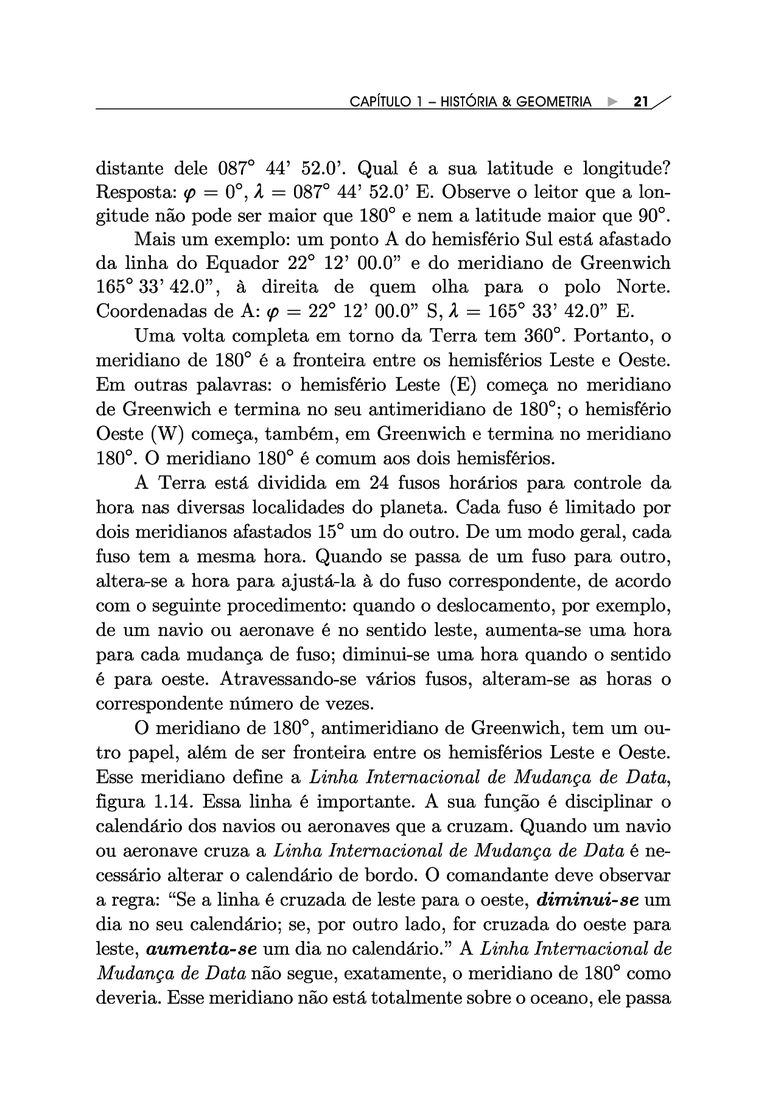 CAPÍTULO 1 – HISTÓRIA & GEOMETRIA ► 21
distante dele 087° 44’ 52.0’. Qual é a sua latitude e longitude?
Resposta: φ = 0°, λ = 087° 44’ 52.0’ E. Observe o leitor que a lon-
gitude não pode ser maior que 180° e nem a latitude maior que 90°.
Mais um exemplo: um ponto A do hemisfério Sul está afastado
da linha do Equador 22° 12’ 00.0” e do meridiano de Greenwich
165° 33’ 42.0”, à direita de quem olha para o polo Norte.
Coordenadas de A: φ = 22° 12’ 00.0” S, λ = 165° 33’ 42.0” E.
Uma volta completa em torno da Terra tem 360°. Portanto, o
meridiano de 180° é a fronteira entre os hemisférios Leste e Oeste.
Em outras palavras: o hemisfério Leste (E) começa no meridiano
de Greenwich e termina no seu antimeridiano de 180°; o hemisfério
Oeste (W) começa, também, em Greenwich e termina no meridiano
180°. O meridiano 180° é comum aos dois hemisférios.
A Terra está dividida em 24 fusos horários para controle da
hora nas diversas localidades do planeta. Cada fuso é limitado por
dois meridianos afastados 15° um do outro. De um modo geral, cada
fuso tem a mesma hora. Quando se passa de um fuso para outro,
altera-se a hora para ajustá-la à do fuso correspondente, de acordo
com o seguinte procedimento: quando o deslocamento, por exemplo,
de um navio ou aeronave é no sentido leste, aumenta-se uma hora
para cada mudança de fuso; diminui-se uma hora quando o sentido
é para oeste. Atravessando-se vários fusos, alteram-se as horas o
correspondente número de vezes.
O meridiano de 180°, antimeridiano de Greenwich, tem um ou-
tro papel, além de ser fronteira entre os hemisférios Leste e Oeste.
Esse meridiano define a Linha Internacional de Mudança de Data,
figura 1.14. Essa linha é importante. A sua função é disciplinar o
calendário dos navios ou aeronaves que a cruzam. Quando um navio
ou aeronave cruza a Linha Internacional de Mudança de Data é ne-
cessário alterar o calendário de bordo. O comandante deve observar
a regra: “Se a linha é cruzada de leste para o oeste, diminui-se um
dia no seu calendário; se, por outro lado, for cruzada do oeste para
leste, aumenta-se um dia no calendário.” A Linha Internacional de
Mudança de Data não segue, exatamente, o meridiano de 180° como
deveria. Esse meridiano não está totalmente sobre o oceano, ele passa